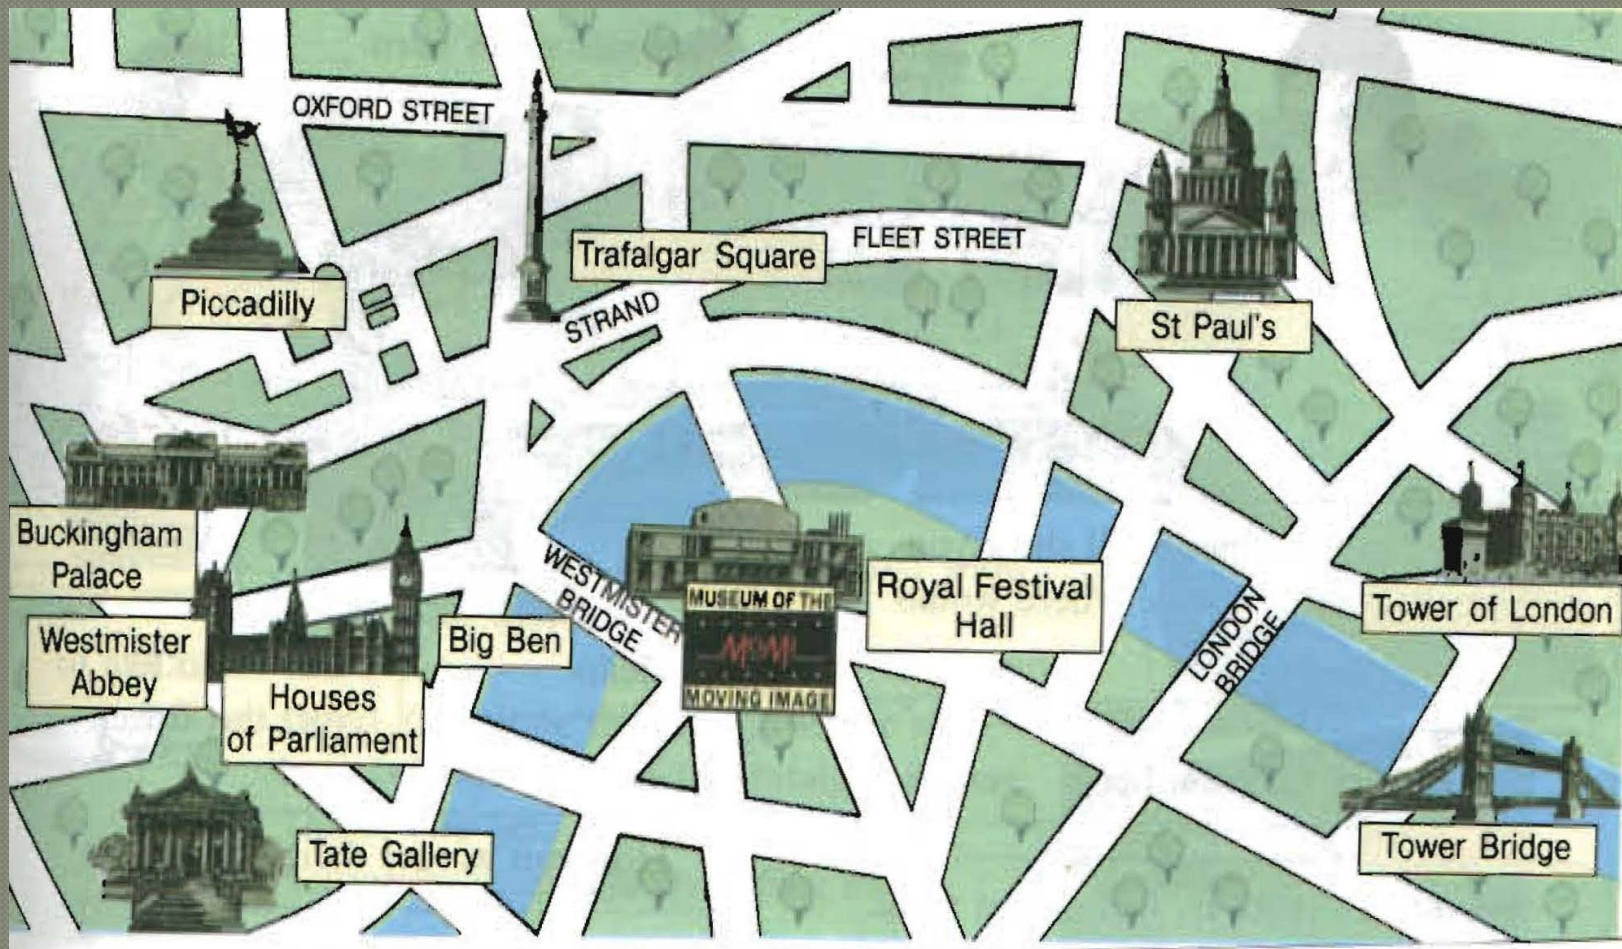 OXFORD STREET
Trafalgar Square
FLEET STREET
Piccadilly
STRAND
St Paul's
Buckingham
Palace
WESTMISTER
BRIDGE
MUSEUM OF THE
MOMI
MOVING IMAGE
Royal Festival
Hall
LONDON
BRIDGE
Tower of London
Westmister
Abbey
Big Ben
Houses
of Parliament
Tate Gallery
Tower Bridge